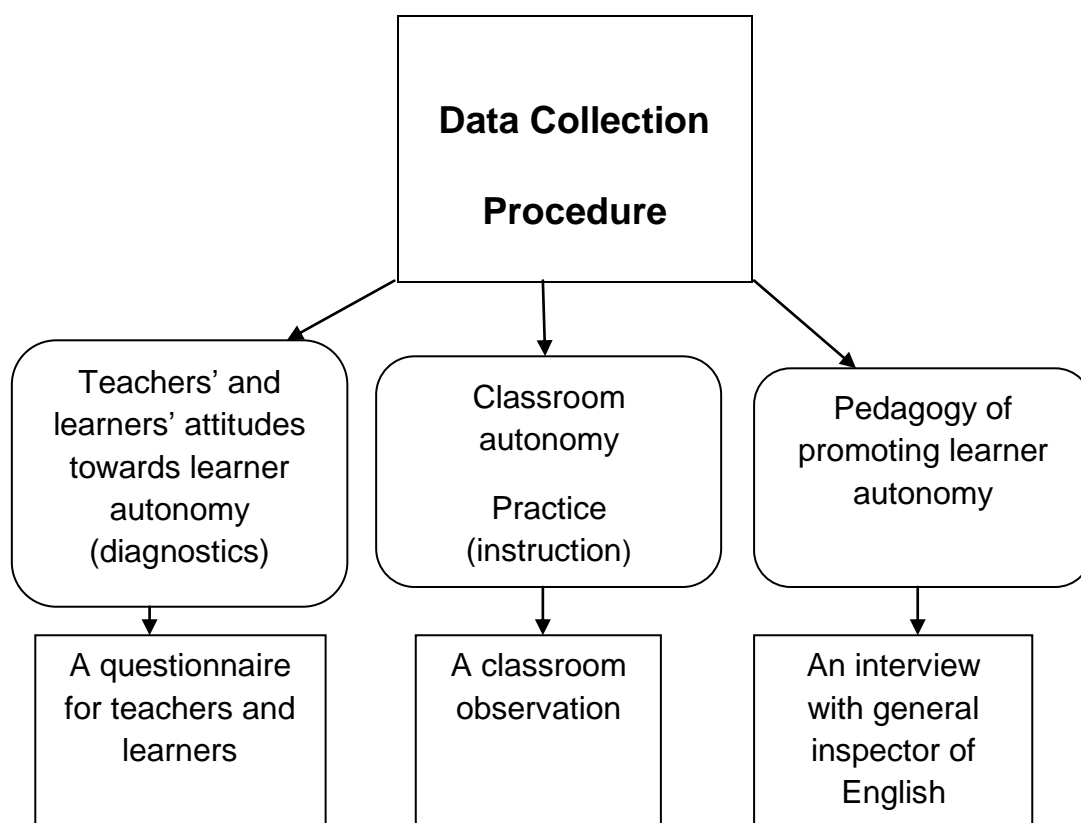 Data Collection
Procedure
Teachers’ and
learners’ attitudes
towards learner
autonomy
(diagnostics)
Classroom
autonomy
Practice
(instruction)
Pedagogy of
promoting learner
autonomy
A questionnaire
for teachers and
learners
A classroom
observation
An interview
with general
inspector of
English